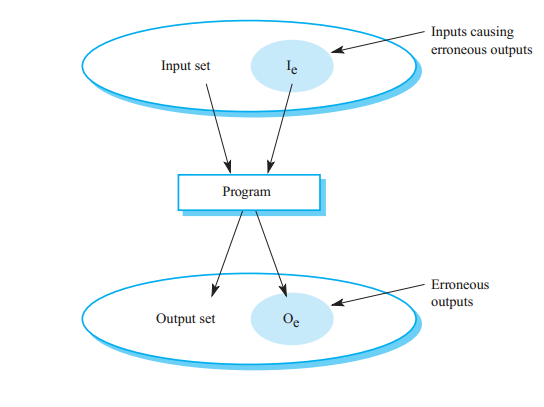 Inputs causing
erroneous outputs
Input set
Ie
Program
Erroneous
outputs
Output set
Oe